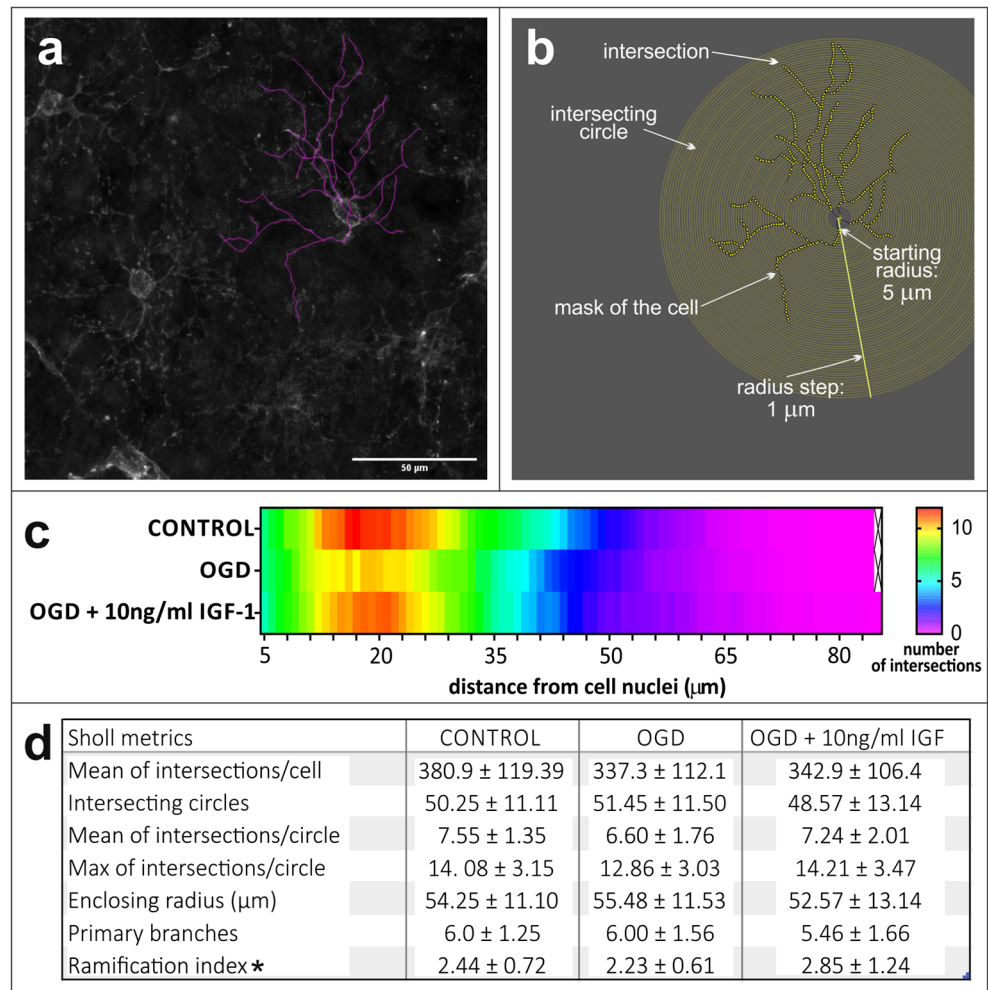 a
50 µm
b
intersection
intersecting
circle
starting
radius:
5 µm
mask of the cell
radius step:
1 µm
c
CONTROL
OGD
OGD + 10ng/ml IGF-1
5 20 35 50 65 80
distance from cell nuclei (µm)
10
5
0
number
of intersections
d
Sholl metrics CONTROL OGD OGD + 10ng/ml IGF
Mean of intersections/cell 380.9 ± 119.39 337.3 ± 112.1 342.9 ± 106.4
Intersecting circles 50.25 ± 11.11 51.45 ± 11.50 48.57 ± 13.14
Mean of intersections/circle 7.55 ± 1.35 6.60 ± 1.76 7.24 ± 2.01
Max of intersections/circle 14. 08 ± 3.15 12.86 ± 3.03 14.21 ± 3.47
Enclosing radius (µm) 54.25 ± 11.10 55.48 ± 11.53 52.57 ± 13.14
Primary branches 6.0 ± 1.25 6.00 ± 1.56 5.46 ± 1.66
Ramification index* 2.44 ± 0.72 2.23 ± 0.61 2.85 ± 1.24